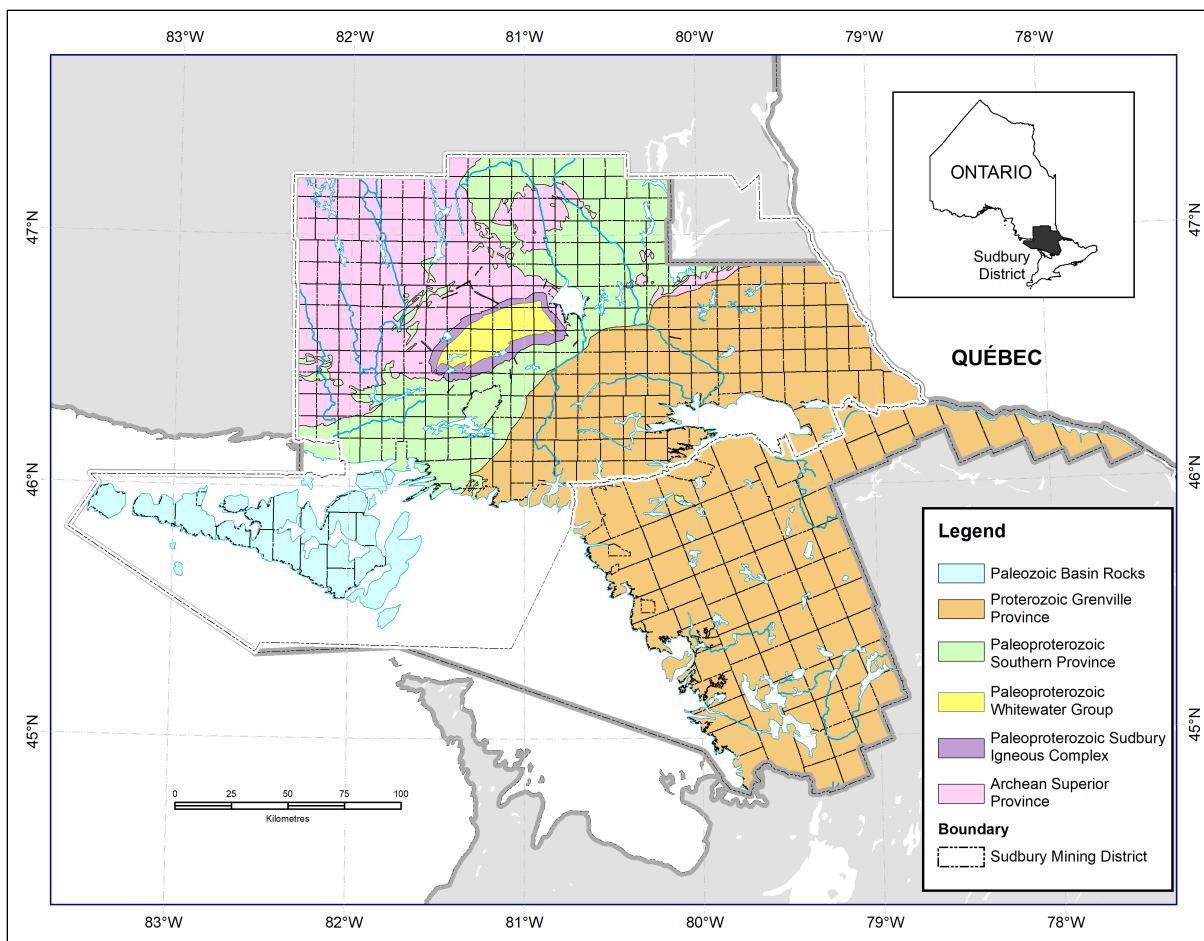 83°W
82°W
81°W
80°W
79°W
78°W
47°N
46°N
45°N
47°N
46°N
45°N
ONTARIO
Sudbury
District
QUÉBEC
Legend
Paleozoic Basin Rocks
Proterozoic Grenville
Province
Paleoproterozoic
Southern Province
Paleoproterozoic
Whitewater Group
Paleoproterozoic Sudbury
Igneous Complex
Archean Superior
Province
Boundary
Sudbury Mining District
0 25 50 75 100
Kilometres
83°W
82°W
81°W
80°W
79°W
78°W